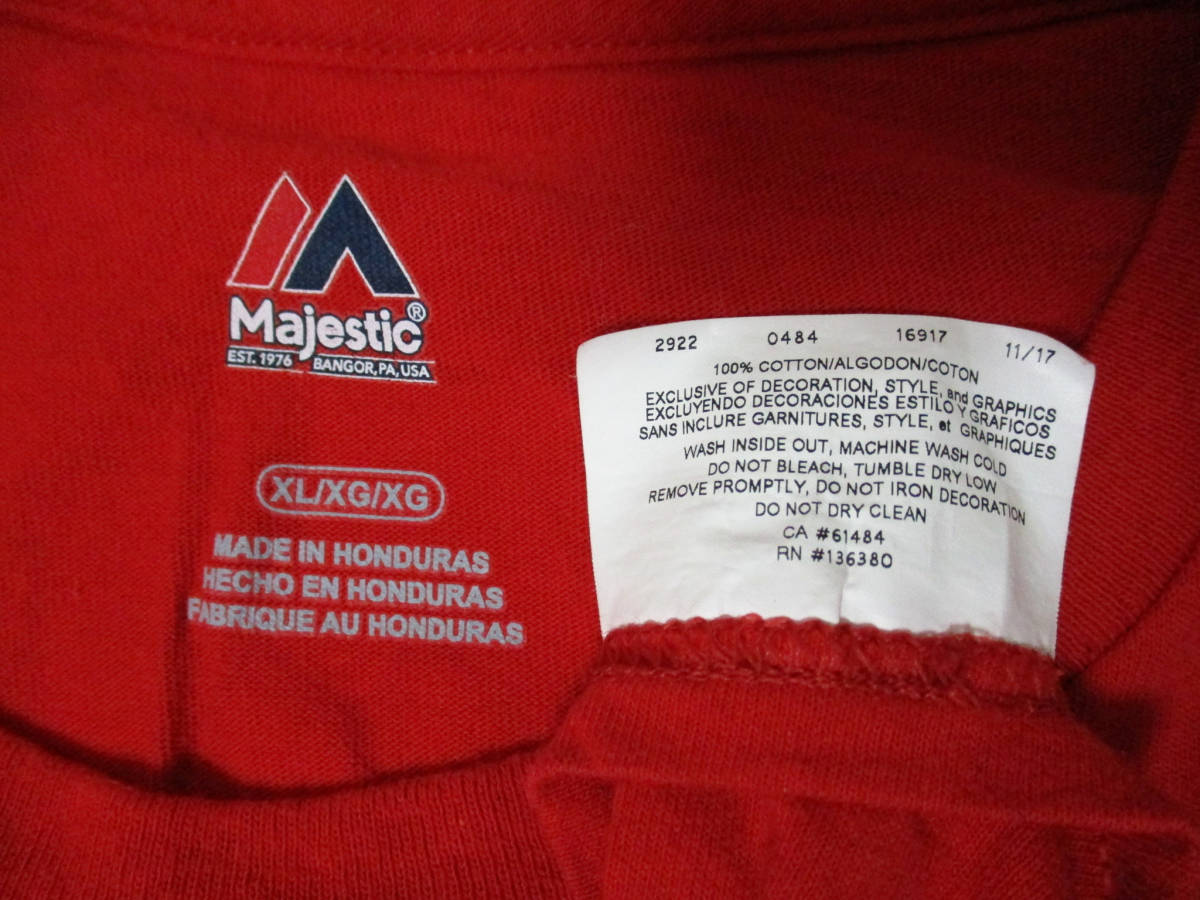 Majestic®
EST. 1976 BANGOR, PA, USA
XL/XG/XG
MADE IN HONDURAS
HECHO EN HONDURAS
FABRIQUE AU HONDURAS
2922 0484 16917 11/17
100% COTTON/ALGODON/COTON
EXCLUSIVE OF DECORATION, STYLE, and GRAPHICS
EXCLUYENDO DECORACIONES ESTILO Y GRAFICOS
SANS INCLURE GARNITURES, STYLE, et GRAPHIQUES
WASH INSIDE OUT, MACHINE WASH COLD
DO NOT BLEACH, TUMBLE DRY LOW
REMOVE PROMPTLY, DO NOT IRON DECORATION
DO NOT DRY CLEAN
CA #61484
RN #136380